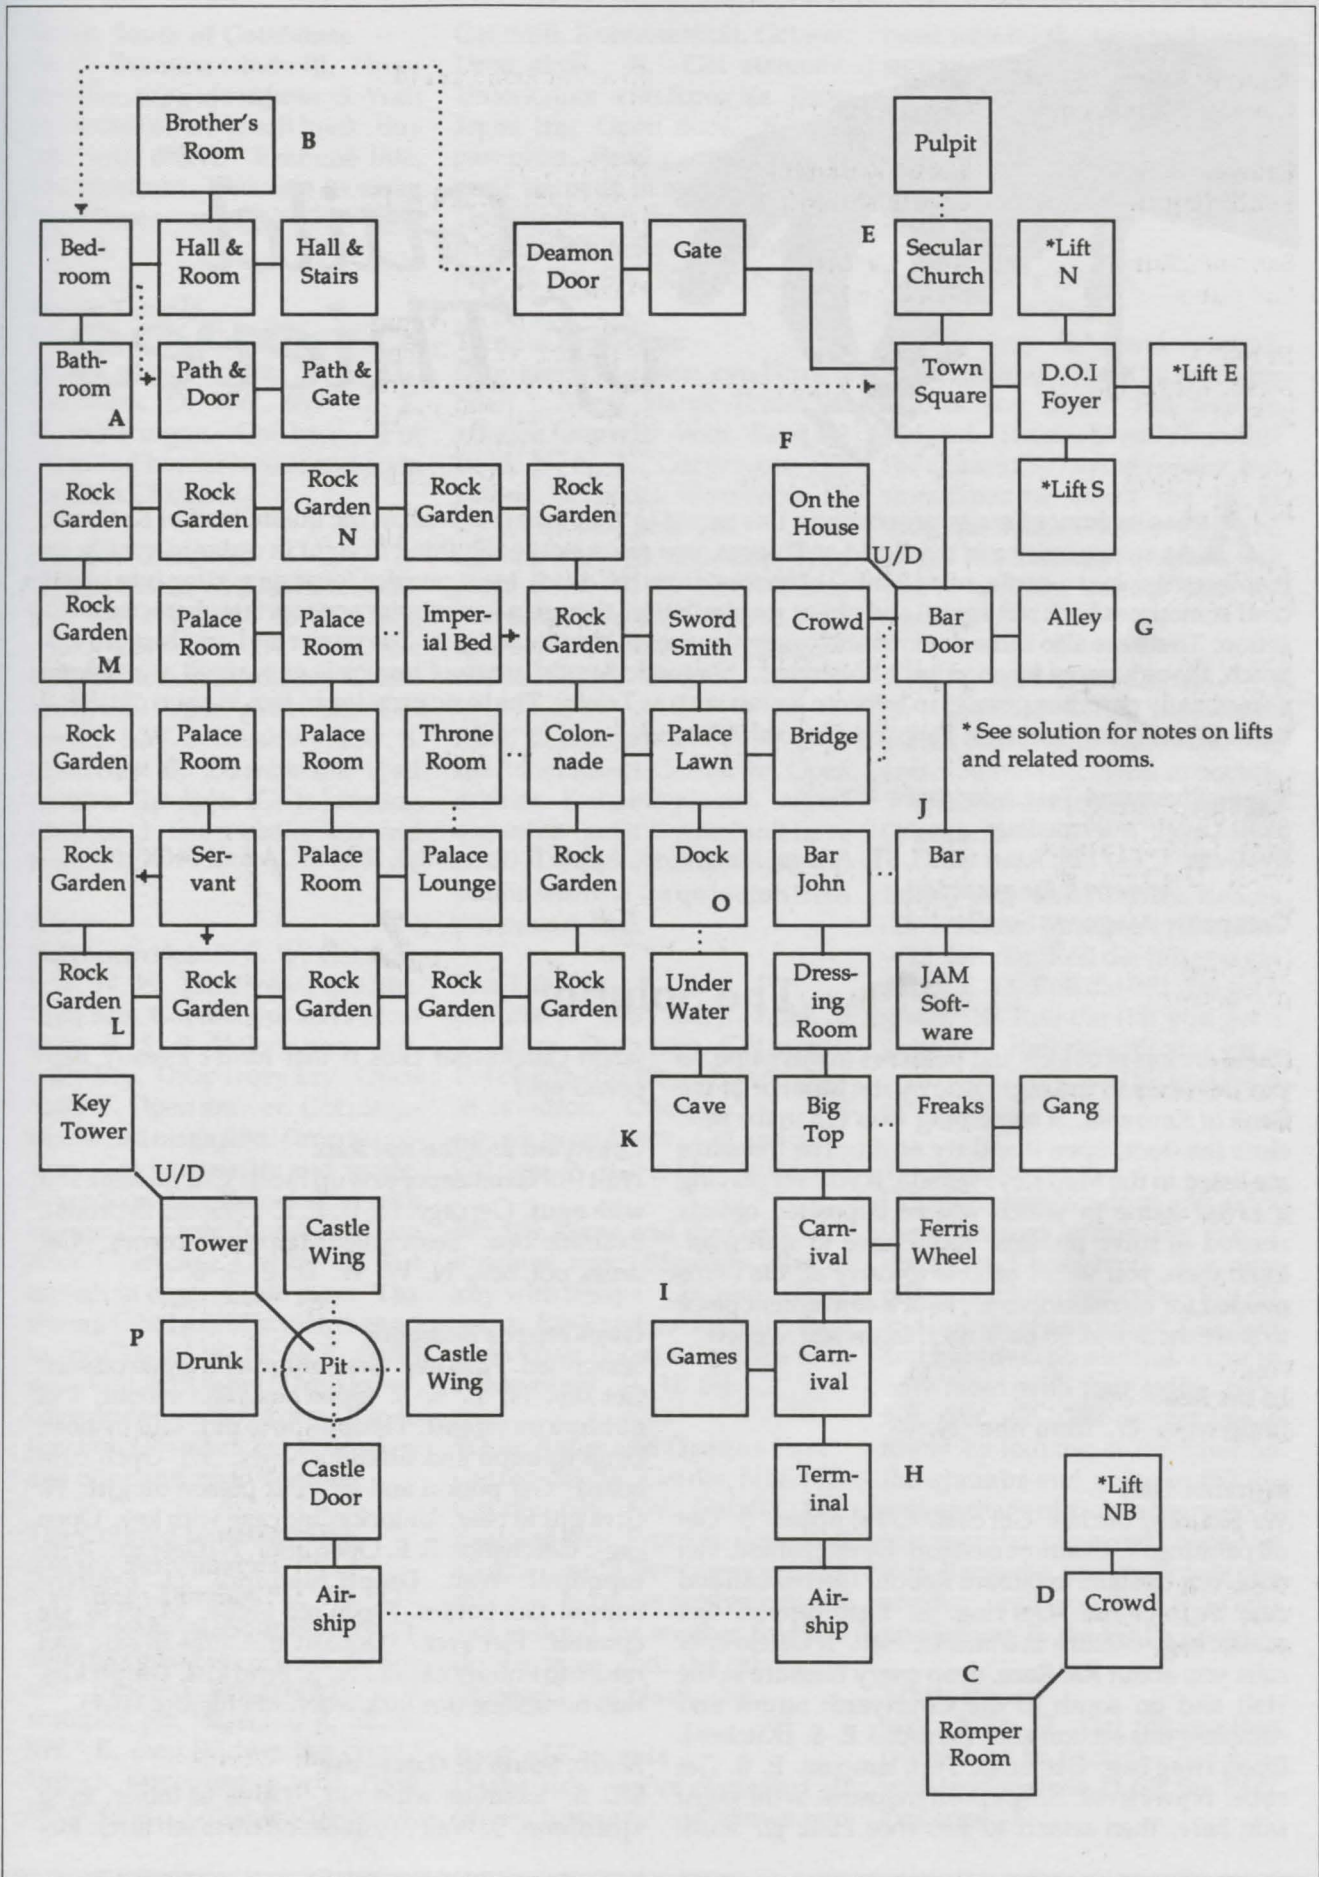 Brother's
Room
B
Pulpit
Bed-
room
Hall &
Room
Hall &
Stairs
Deamon
Door
Gate
E
Secular
Church
*Lift
N
Bath-
room
A
Path &
Door
Path &
Gate
Town
Square
D.O.I
Foyer
*Lift E
F
Rock
Garden
Rock
Garden
Rock
Garden
N
Rock
Garden
Rock
Garden
On the
House
U/D
*Lift S
Rock
Garden
M
Palace
Room
Palace
Room
Imper-
ial Bed
Rock
Garden
Sword
Smith
Crowd
Bar
Door
Alley
G
Rock
Garden
Palace
Room
Palace
Room
Throne
Room
Colon-
nade
Palace
Lawn
Bridge
*See solution for notes on lifts
and related rooms.
J
Rock
Garden
Ser-
vant
Palace
Room
Palace
Lounge
Rock
Garden
Dock
O
Bar
John
Bar
Rock
Garden
L
Rock
Garden
Rock
Garden
Rock
Garden
Rock
Garden
Under
Water
Dress-
ing
Room
JAM
Soft-
ware
Key
Tower
U/D
K
Cave
Big
Top
Freaks
Gang
Tower
Castle
Wing
Carn-
ival
Ferris
Wheel
I
P
Drunk
Pit
Castle
Wing
Games
Carn-
ival
Castle
Door
Term-
inal
H
*Lift
NB
Air-
ship
Air-
ship
D
Crowd
C
Romper
Room